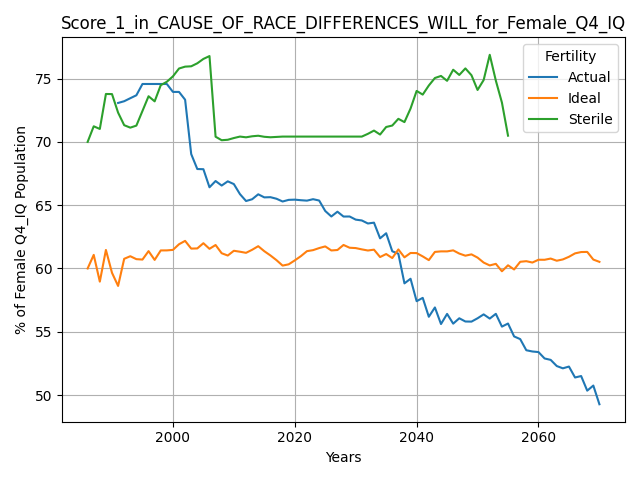 Score_1_in_CAUSE_OF_RACE_DIFFERENCES_WILL_for_Female_Q4_IQ
Fertility
Actual
Ideal
Sterile
% of Female Q4_IQ Population
75
70
65
60
55
50
2000
2020
2040
2060
Years